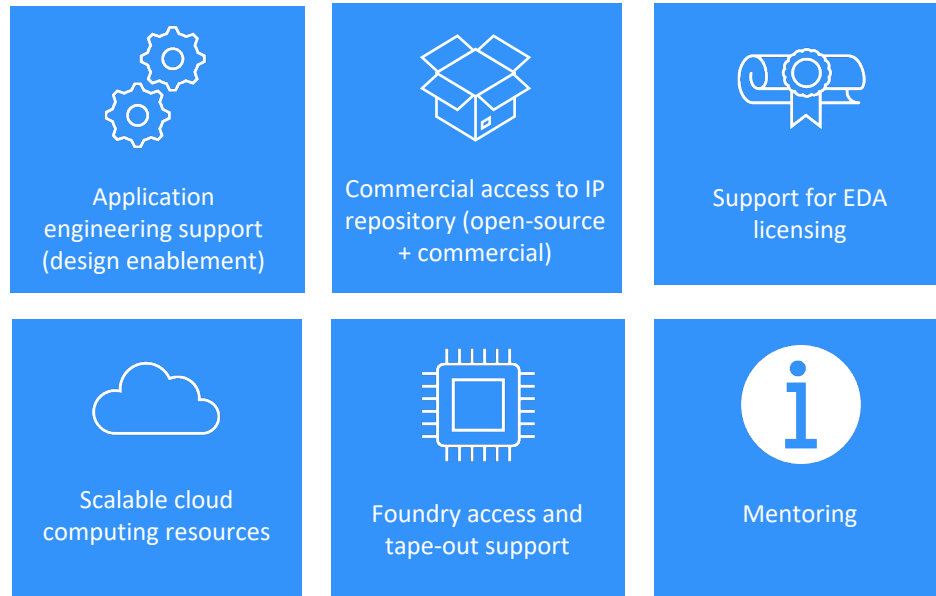 Application
engineering support
(design enablement)
Commercial access to IP
repository (open-source
+ commercial)
Support for EDA
licensing
Scalable cloud
computing resources
Foundry access and
tape-out support
Mentoring